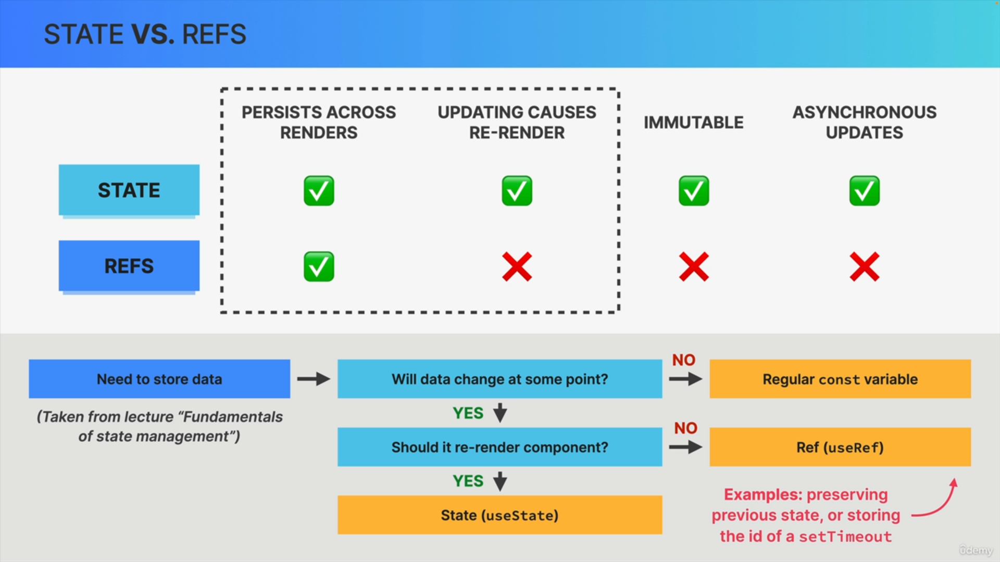 STATE VS. REFS
PERSISTS ACROSS
RENDERS
UPDATING CAUSES
RE-RENDER
IMMUTABLE
ASYNCHRONOUS
UPDATES
STATE
REFS
Need to store data
(Taken from lecture “Fundamentals
of state management”)
Will data change at some point?
NO
Regular const variable
YES
Should it re-render component?
NO
Ref (useRef)
YES
State (useState)
Examples: preserving
previous state, or storing
the id of a setTimeout
ûdemy